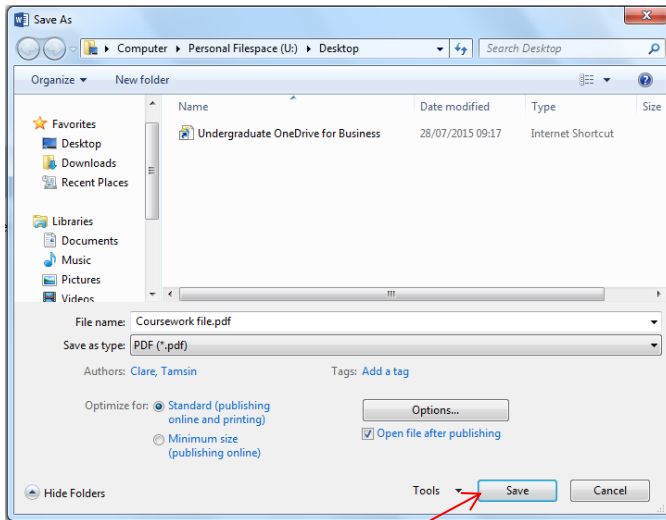 Save As
Computer Personal Filespace (U:) Desktop Search Desktop
Organize New folder
Name Date modified Type Size
Favorites
Desktop
Downloads
Recent Places
Libraries
Documents
Music
Pictures
Videos
Undergraduate OneDrive for Business 28/07/2015 09:17 Internet Shortcut
File name: Coursework file.pdf
Save as type: PDF (*.pdf)
Authors: Clare, Tamsin Tags: Add a tag
Optimize for: Standard (publishing
online and printing)
Minimum size
(publishing online)
Options...
Open file after publishing
Hide Folders Tools Save Cancel